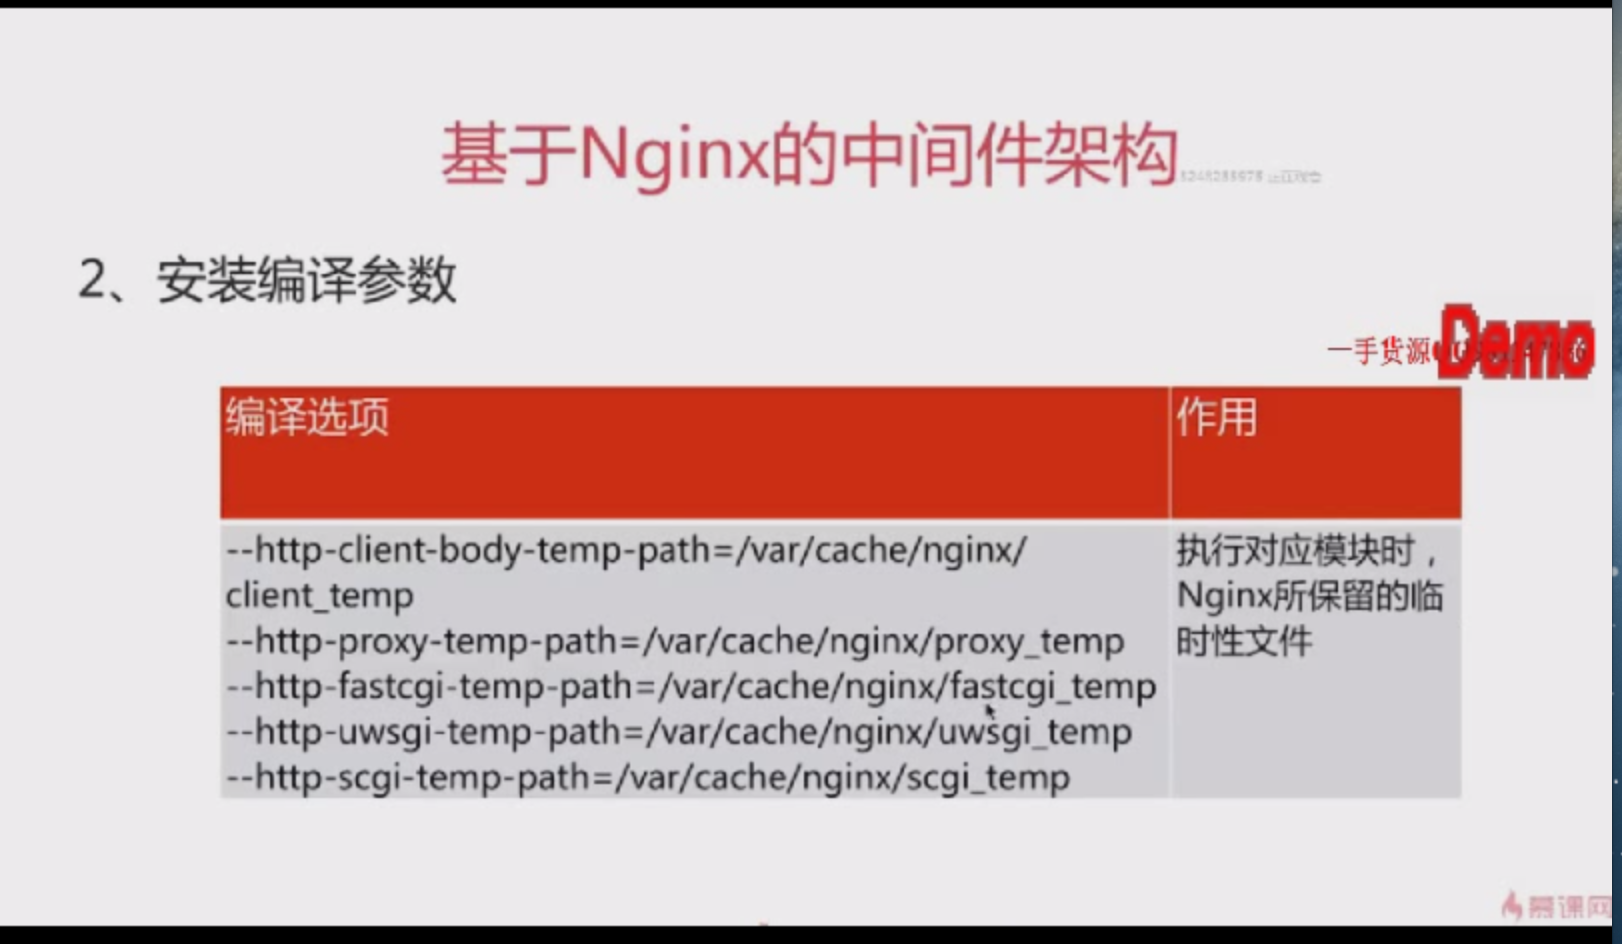 基于Nginx的中间件架构
2、安装编译参数
一手货源
Demo
编译选项
作用
--http-client-body-temp-path=/var/cache/nginx/
client_temp
--http-proxy-temp-path=/var/cache/nginx/proxy_temp
--http-fastcgi-temp-path=/var/cache/nginx/fastcgi_temp
--http-uwsgi-temp-path=/var/cache/nginx/uwsgi_temp
--http-scgi-temp-path=/var/cache/nginx/scgi_temp
执行对应模块时，
Nginx所保留的临
时性文件
慕课网